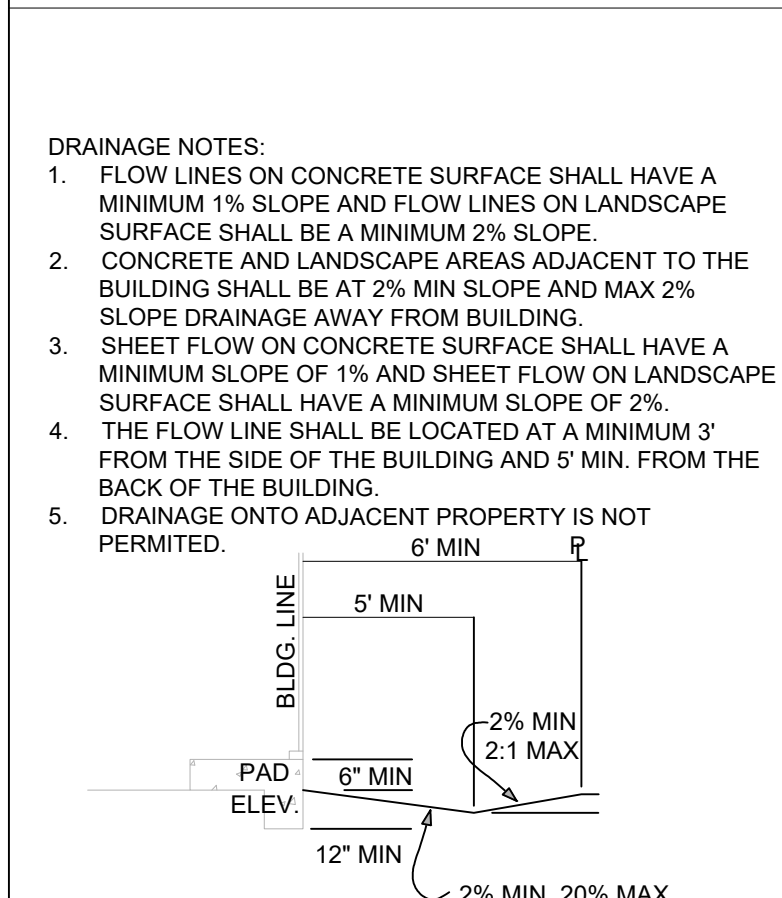 DRAINAGE NOTES:
1. FLOW LINES ON CONCRETE SURFACE SHALL HAVE A
MINIMUM 1% SLOPE AND FLOW LINES ON LANDSCAPE
SURFACE SHALL BE A MINIMUM 2% SLOPE.
2. CONCRETE AND LANDSCAPE AREAS ADJACENT TO THE
BUILDING SHALL BE AT 2% MIN SLOPE AND MAX 2%
SLOPE DRAINAGE AWAY FROM BUILDING.
3. SHEET FLOW ON CONCRETE SURFACE SHALL HAVE A
MINIMUM SLOPE OF 1% AND SHEET FLOW ON LANDSCAPE
SURFACE SHALL HAVE A MINIMUM SLOPE OF 2%.
4. THE FLOW LINE SHALL BE LOCATED AT A MINIMUM 3'
FROM THE SIDE OF THE BUILDING AND 5' MIN. FROM THE
BACK OF THE BUILDING.
5. DRAINAGE ONTO ADJACENT PROPERTY IS NOT
PERMITED.
6' MIN
PL
5' MIN
BLDG. LINE
2% MIN
2:1 MAX
PAD
ELEV.
6" MIN
12" MIN
2% MIN, 20% MAX